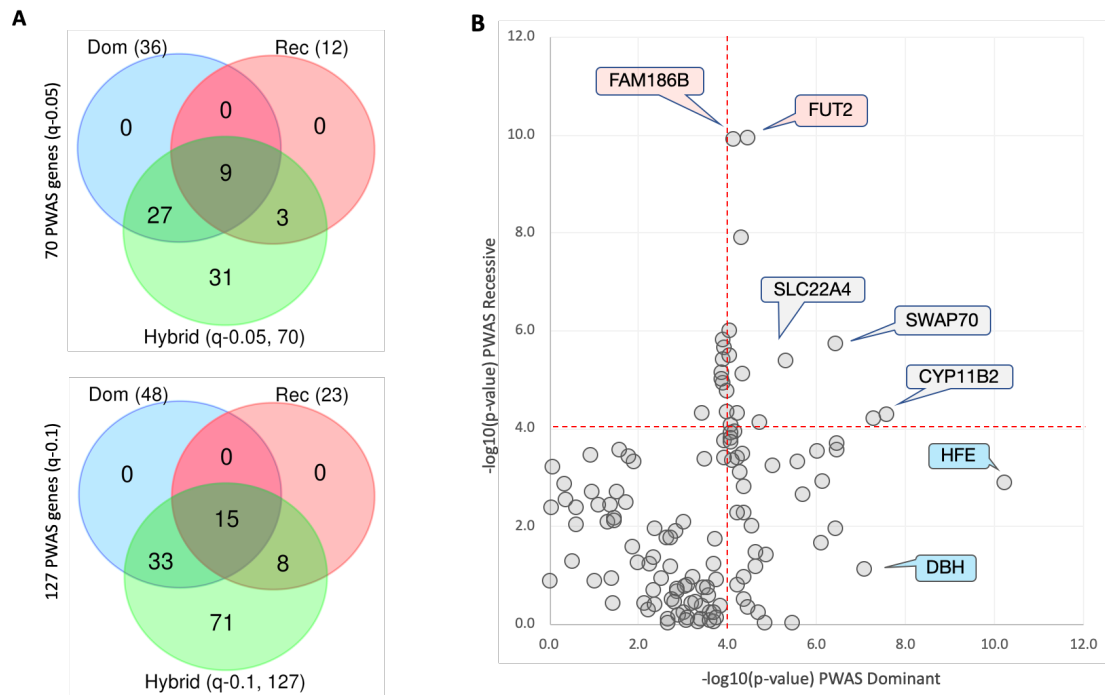 A
Dom (36)
Rec (12)
0
0
0
9
27
3
31
Hybrid (q-0.05, 70)
70 PWAS genes (q-0.05)
Dom (48)
Rec (23)
0
0
0
15
33
8
71
Hybrid (q-0.1, 127)
127 PWAS genes (q-0.1)
B
12.0
10.0
8.0
6.0
4.0
2.0
0.0
-log10(p-value) PWAS Recessive
FAM186B
FUT2
SLC22A4
SWAP70
CYP11B2
HFE
DBH
0.0 2.0 4.0 6.0 8.0 10.0 12.0
-log10(p-value) PWAS Dominant